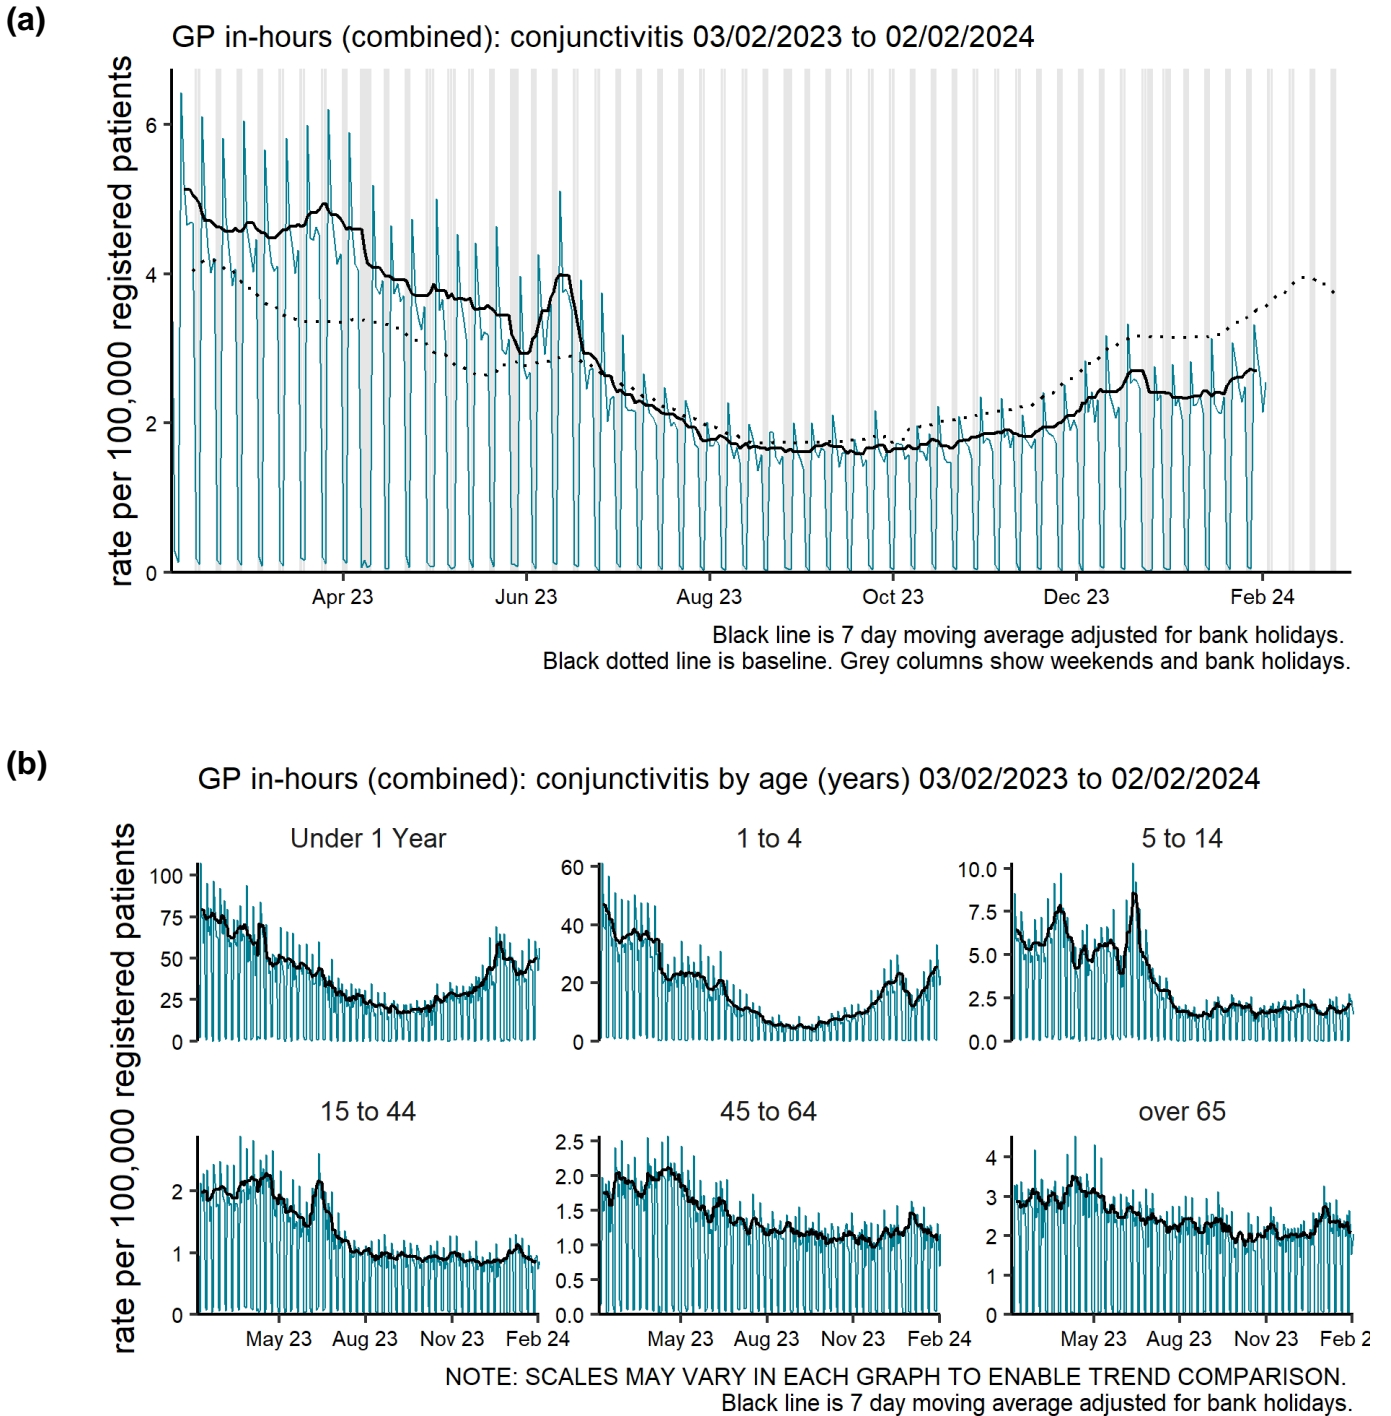 (a)
GP in-hours (combined): conjunctivitis 03/02/2023 to 02/02/2024
rate per 100,000 registered patients
6
4
2
0
Apr 23 Jun 23 Aug 23 Oct 23 Dec 23 Feb 24
Black line is 7 day moving average adjusted for bank holidays.
Black dotted line is baseline. Grey columns show weekends and bank holidays.
(b)
GP in-hours (combined): conjunctivitis by age (years) 03/02/2023 to 02/02/2024
rate per 100,000 registered patients
Under 1 Year
100
75
50
25
0
1 to 4
60
40
20
0
5 to 14
10.0
7.5
5.0
2.5
0.0
15 to 44
2
1
0
May 23 Aug 23 Nov 23 Feb 24
45 to 64
2.5
2.0
1.5
1.0
0.5
0.0
May 23 Aug 23 Nov 23 Feb 24
over 65
4
3
2
1
0
May 23 Aug 23 Nov 23 Feb 2
NOTE: SCALES MAY VARY IN EACH GRAPH TO ENABLE TREND COMPARISON.
Black line is 7 day moving average adjusted for bank holidays.